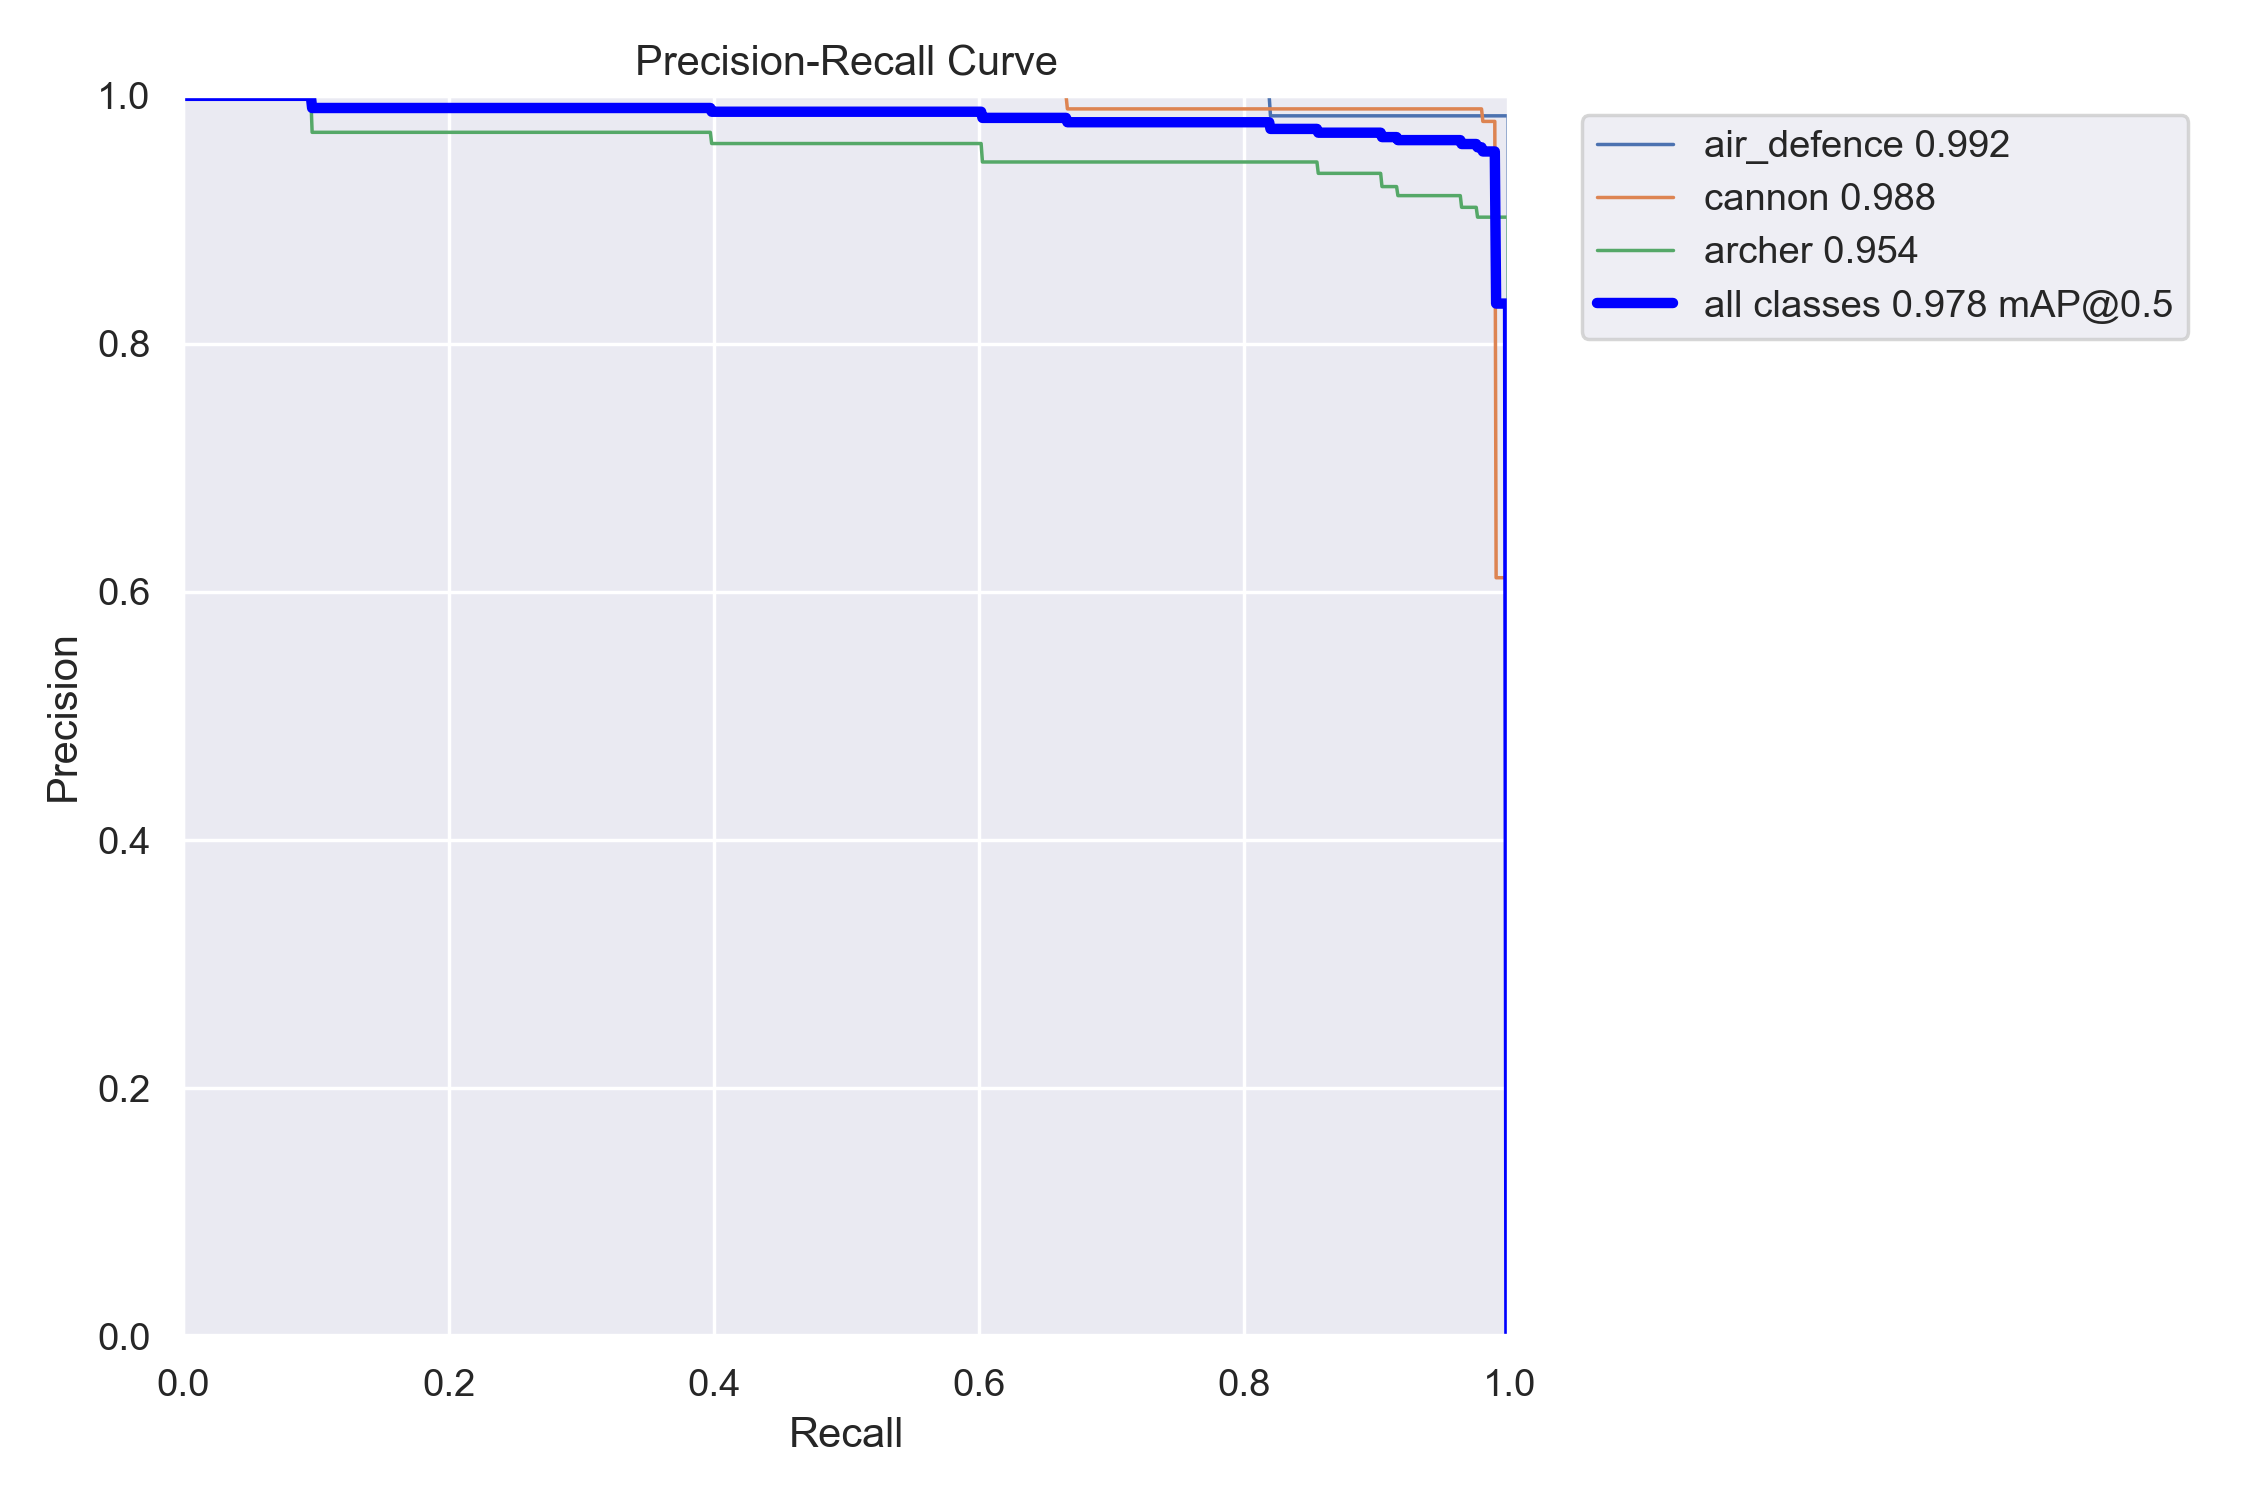 Precision-Recall Curve
1.0
0.8
0.6
0.4
0.2
0.0
Precision
0.0 0.2 0.4 0.6 0.8 1.0
Recall
air_defence 0.992
cannon 0.988
archer 0.954
all classes 0.978 mAP@0.5